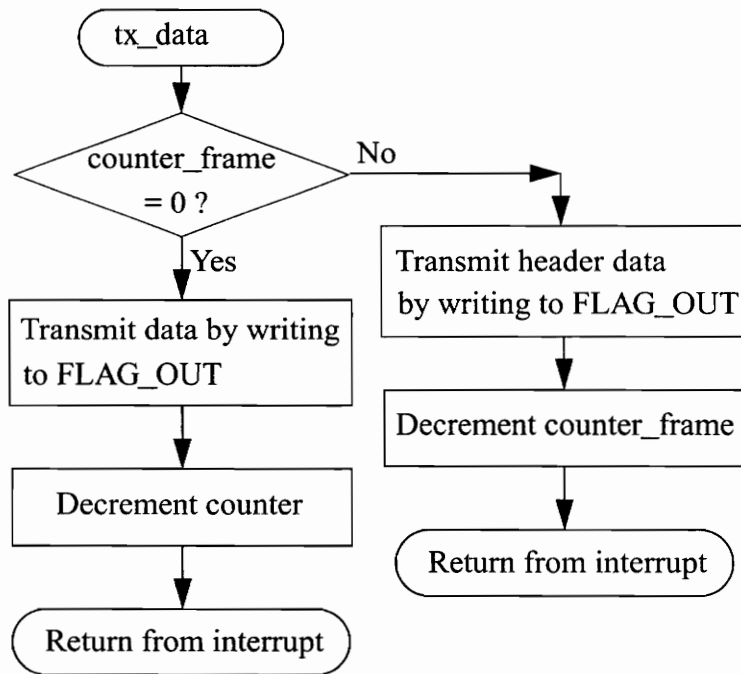 tx_data
counter_frame
= 0 ?
No
Yes
Transmit header data
by writing to FLAG_OUT
Transmit data by writing
to FLAG_OUT
Decrement counter_frame
Decrement counter
Return from interrupt
Return from interrupt